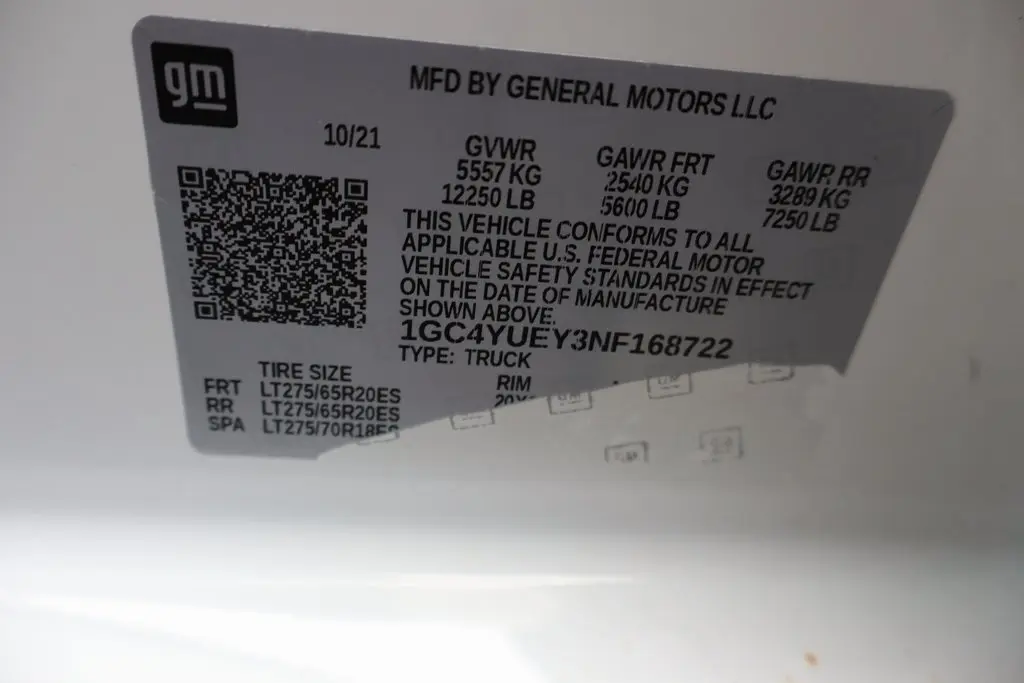 gm
MFD BY GENERAL MOTORS LLC
10/21
GVWR GAWR FRT GAWR RR
5557 KG 2540 KG 3289 KG
12250 LB 5600 LB 7250 LB
THIS VEHICLE CONFORMS TO ALL
APPLICABLE U.S. FEDERAL MOTOR
VEHICLE SAFETY STANDARDS IN EFFECT
ON THE DATE OF MANUFACTURE
SHOWN ABOVE.
1GC4YUEY3NF168722
TYPE: TRUCK
TIRE SIZE RIM
FRT LT275/65R20ES
RR LT275/65R20ES
SPA LT275/70R18ES